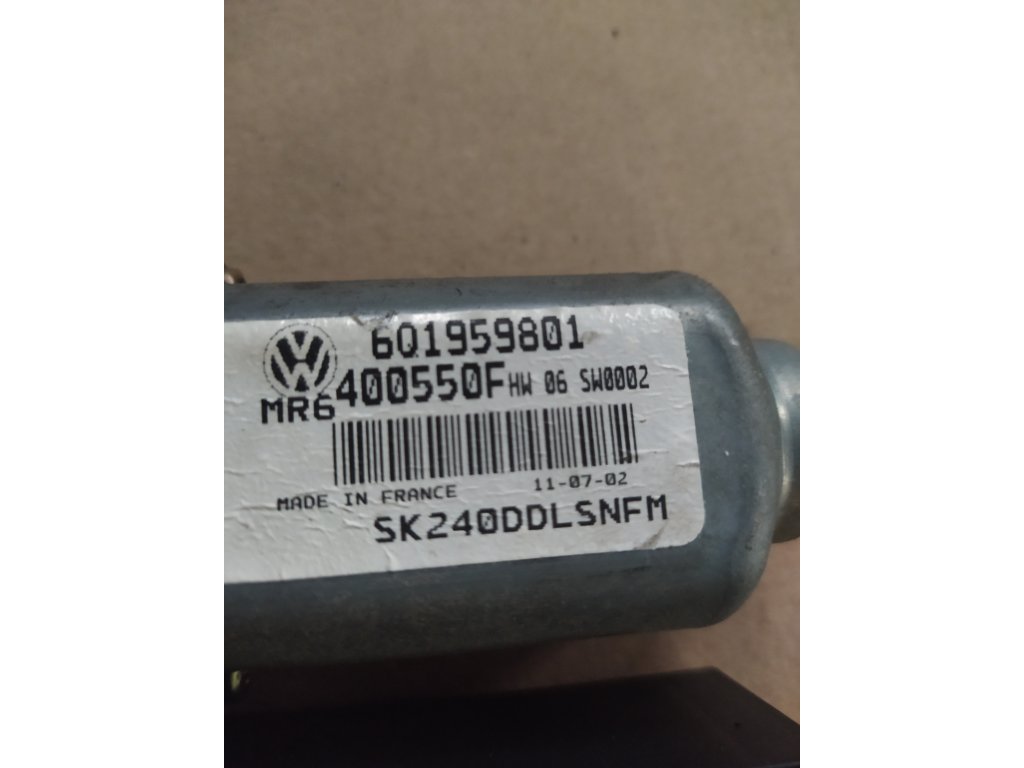 6Q1959801
MR6400550F HW 06 SW0002
MADE IN FRANCE 11-07-02
SK240DDLSNFM